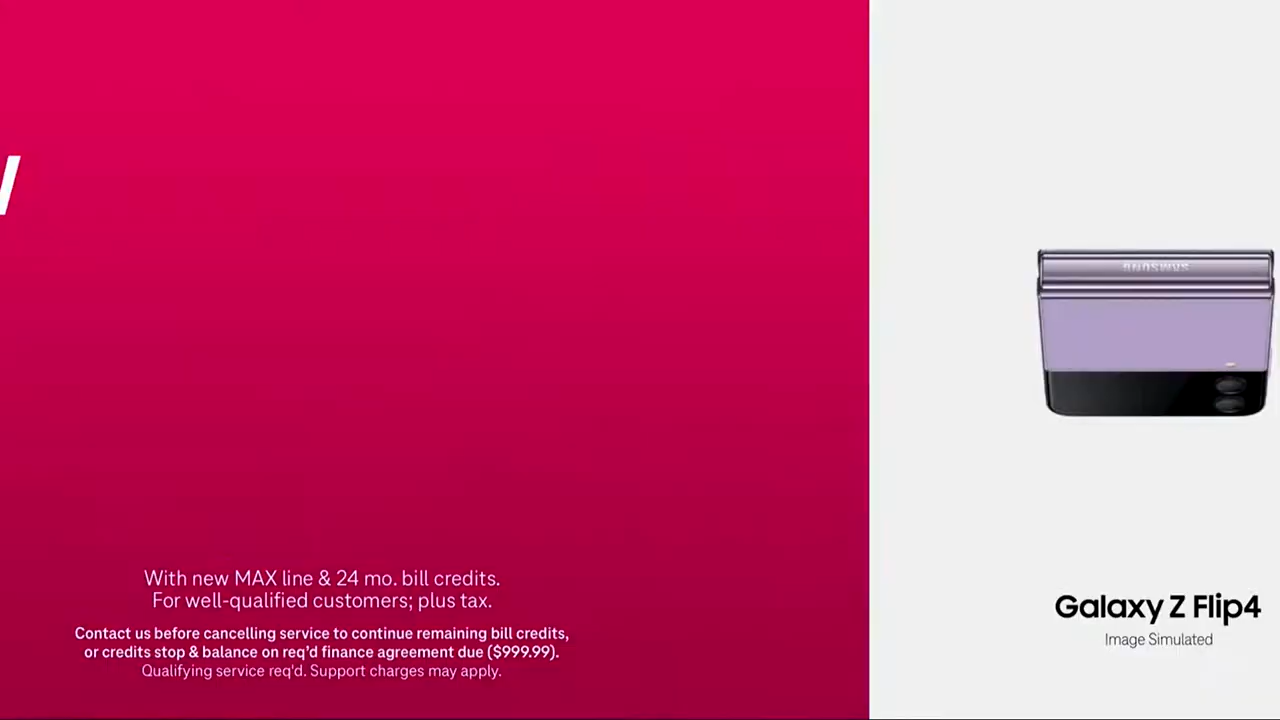 With new MAX line & 24 mo. bill credits.
For well-qualified customers; plus tax.
Contact us before cancelling service to continue remaining bill credits,
or credits stop & balance on req'd finance agreement due ($999.99).
Qualifying service req'd. Support charges may apply.
SAMSUNG
Galaxy Z Flip4
Image Simulated